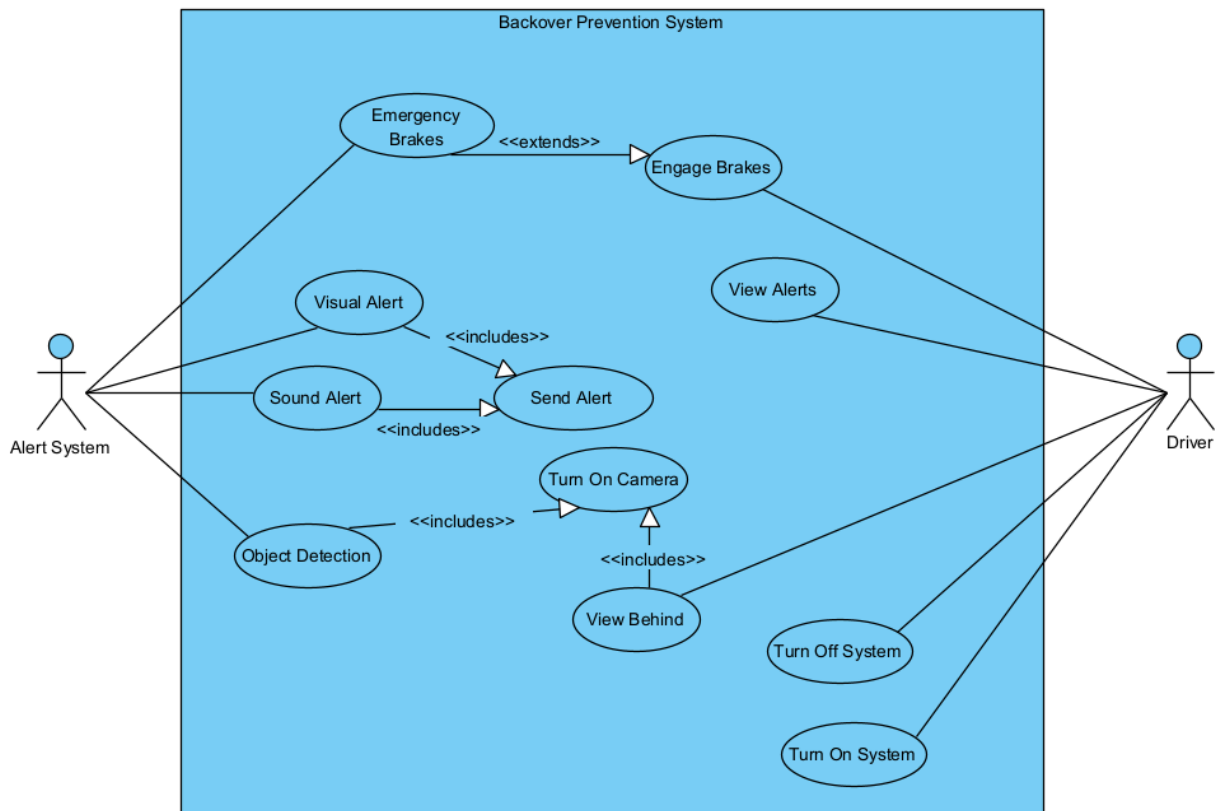 Backover Prevention System
Emergency
Brakes
<<extends>>
Engage Brakes
View Alerts
Visual Alert
<<includes>>
Sound Alert
Send Alert
<<includes>>
Alert System
Driver
Turn On Camera
<<includes>>
Object Detection
<<includes>>
View Behind
Turn Off System
Turn On System